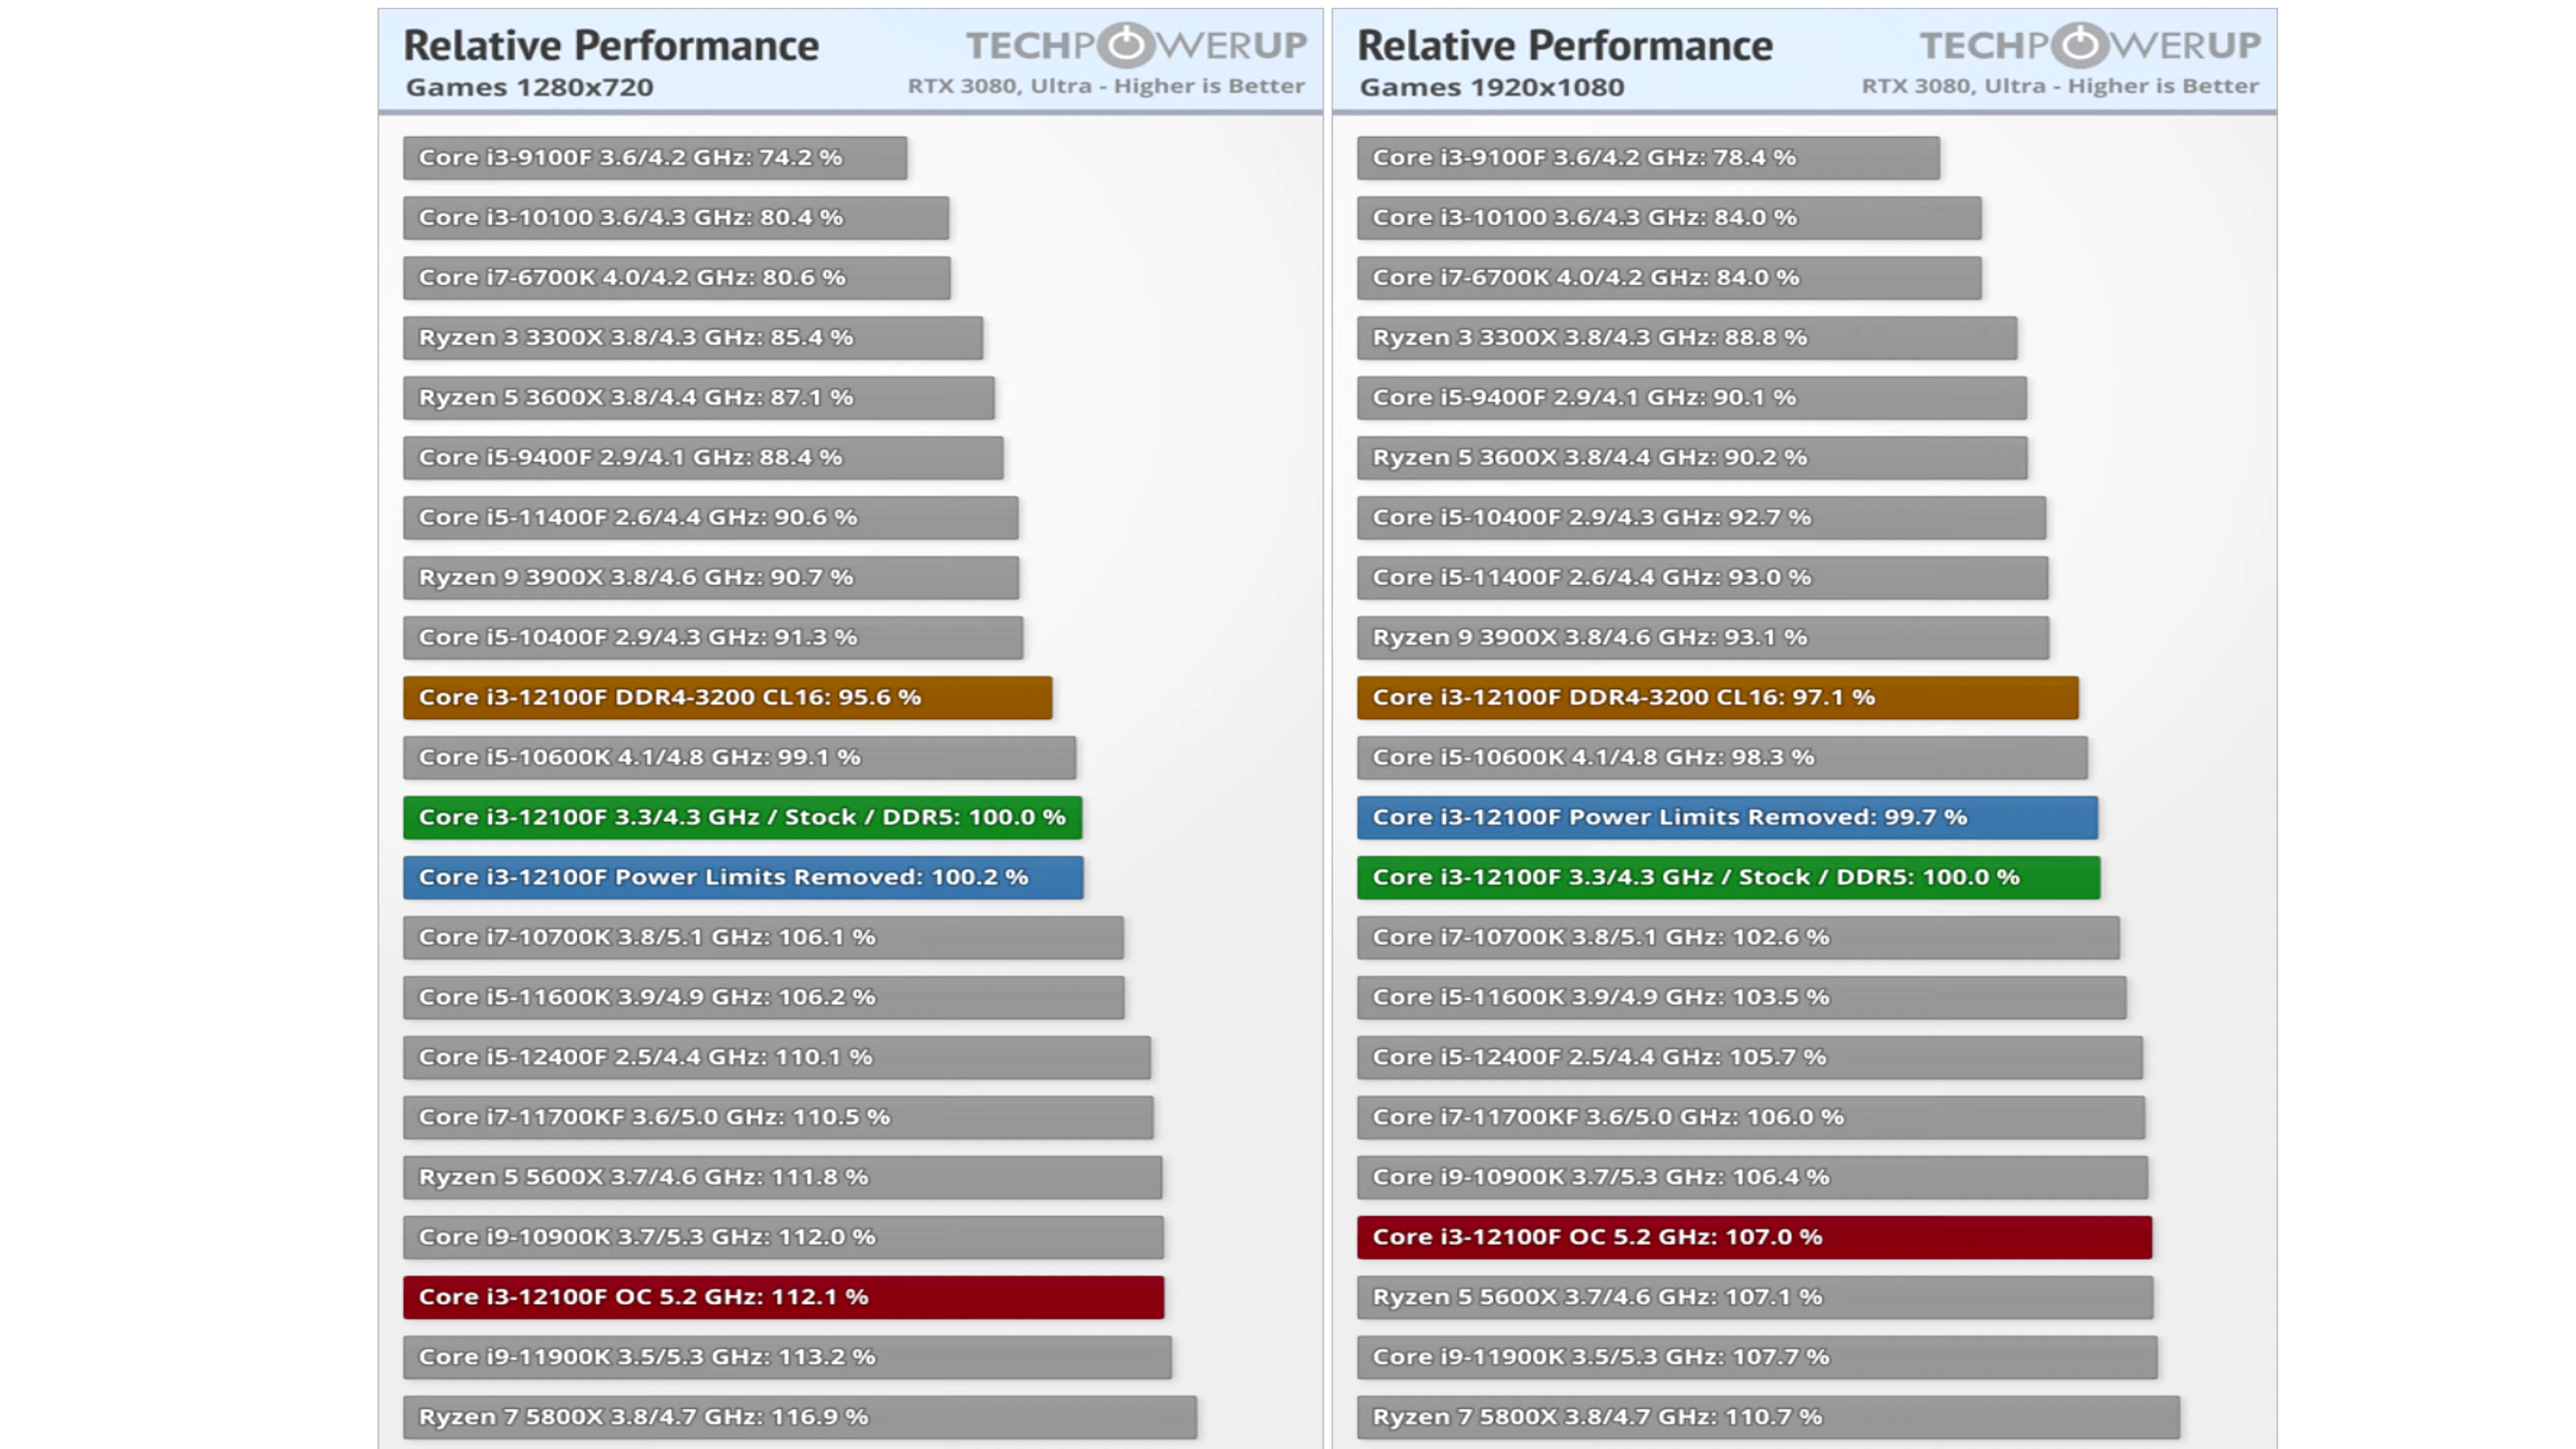 Relative Performance
TECHPOWERUP
Games 1280x720
RTX 3080, Ultra - Higher is Better
Core i3-9100F 3.6/4.2 GHz: 74.2 %
Core i3-10100 3.6/4.3 GHz: 80.4 %
Core i7-6700K 4.0/4.2 GHz: 80.6 %
Ryzen 3 3300X 3.8/4.3 GHz: 85.4 %
Ryzen 5 3600X 3.8/4.4 GHz: 87.1 %
Core i5-9400F 2.9/4.1 GHz: 88.4 %
Core i5-11400F 2.6/4.4 GHz: 90.6 %
Ryzen 9 3900X 3.8/4.6 GHz: 90.7 %
Core i5-10400F 2.9/4.3 GHz: 91.3 %
Core i3-12100F DDR4-3200 CL16: 95.6 %
Core i5-10600K 4.1/4.8 GHz: 99.1 %
Core i3-12100F 3.3/4.3 GHz / Stock / DDR5: 100.0 %
Core i3-12100F Power Limits Removed: 100.2 %
Core i7-10700K 3.8/5.1 GHz: 106.1 %
Core i5-11600K 3.9/4.9 GHz: 106.2 %
Core i5-12400F 2.5/4.4 GHz: 110.1 %
Core i7-11700KF 3.6/5.0 GHz: 110.5 %
Ryzen 5 5600X 3.7/4.6 GHz: 111.8 %
Core i9-10900K 3.7/5.3 GHz: 112.0 %
Core i3-12100F OC 5.2 GHz: 112.1 %
Core i9-11900K 3.5/5.3 GHz: 113.2 %
Ryzen 7 5800X 3.8/4.7 GHz: 116.9 %
Relative Performance
TECHPOWERUP
Games 1920x1080
RTX 3080, Ultra - Higher is Better
Core i3-9100F 3.6/4.2 GHz: 78.4 %
Core i3-10100 3.6/4.3 GHz: 84.0 %
Core i7-6700K 4.0/4.2 GHz: 84.0 %
Ryzen 3 3300X 3.8/4.3 GHz: 88.8 %
Core i5-9400F 2.9/4.1 GHz: 90.1 %
Ryzen 5 3600X 3.8/4.4 GHz: 90.2 %
Core i5-10400F 2.9/4.3 GHz: 92.7 %
Core i5-11400F 2.6/4.4 GHz: 93.0 %
Ryzen 9 3900X 3.8/4.6 GHz: 93.1 %
Core i3-12100F DDR4-3200 CL16: 97.1 %
Core i5-10600K 4.1/4.8 GHz: 98.3 %
Core i3-12100F Power Limits Removed: 99.7 %
Core i3-12100F 3.3/4.3 GHz / Stock / DDR5: 100.0 %
Core i7-10700K 3.8/5.1 GHz: 102.6 %
Core i5-11600K 3.9/4.9 GHz: 103.5 %
Core i5-12400F 2.5/4.4 GHz: 105.7 %
Core i7-11700KF 3.6/5.0 GHz: 106.0 %
Core i9-10900K 3.7/5.3 GHz: 106.4 %
Core i3-12100F OC 5.2 GHz: 107.0 %
Ryzen 5 5600X 3.7/4.6 GHz: 107.1 %
Core i9-11900K 3.5/5.3 GHz: 107.7 %
Ryzen 7 5800X 3.8/4.7 GHz: 110.7 %